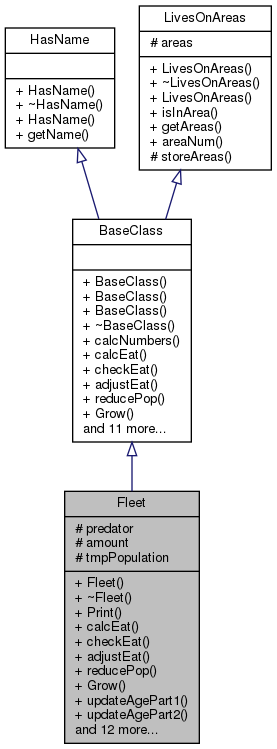 HasName
+ HasName()
+ ~HasName()
+ HasName()
+ getName()
LivesOnAreas
# areas
+ LivesOnAreas()
+ ~LivesOnAreas()
+ LivesOnAreas()
+ isInArea()
+ getAreas()
+ areaNum()
# storeAreas()
BaseClass
+ BaseClass()
+ BaseClass()
+ BaseClass()
+ ~BaseClass()
+ calcNumbers()
+ calcEat()
+ checkEat()
+ adjustEat()
+ reducePop()
+ Grow()
and 11 more...
Fleet
# predator
# amount
# tmpPopulation
+ Fleet()
+ ~Fleet()
+ Print()
+ calcEat()
+ checkEat()
+ adjustEat()
+ reducePop()
+ Grow()
+ updateAgePart1()
+ updateAgePart2()
and 12 more...